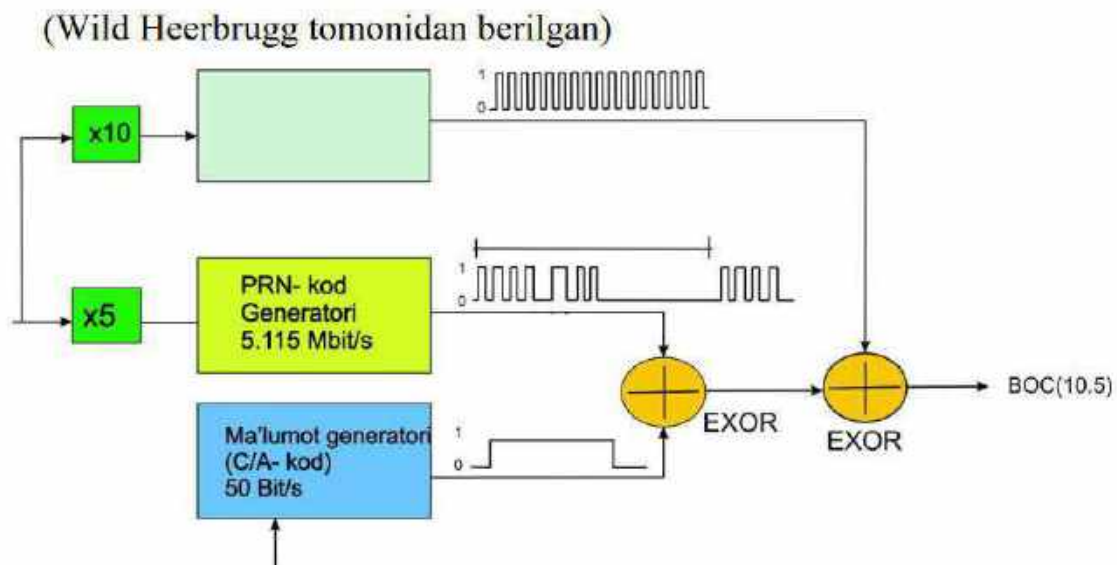 (Wild Heerbrugg tomonidan berilgan)
x10
1
0
x5
PRN- kod
Generatori
5.115 Mbit/s
1
0
Ma'lumot generatori
(C/A- kod)
50 Bit/s
1
0
EXOR
EXOR
BOC(10.5)